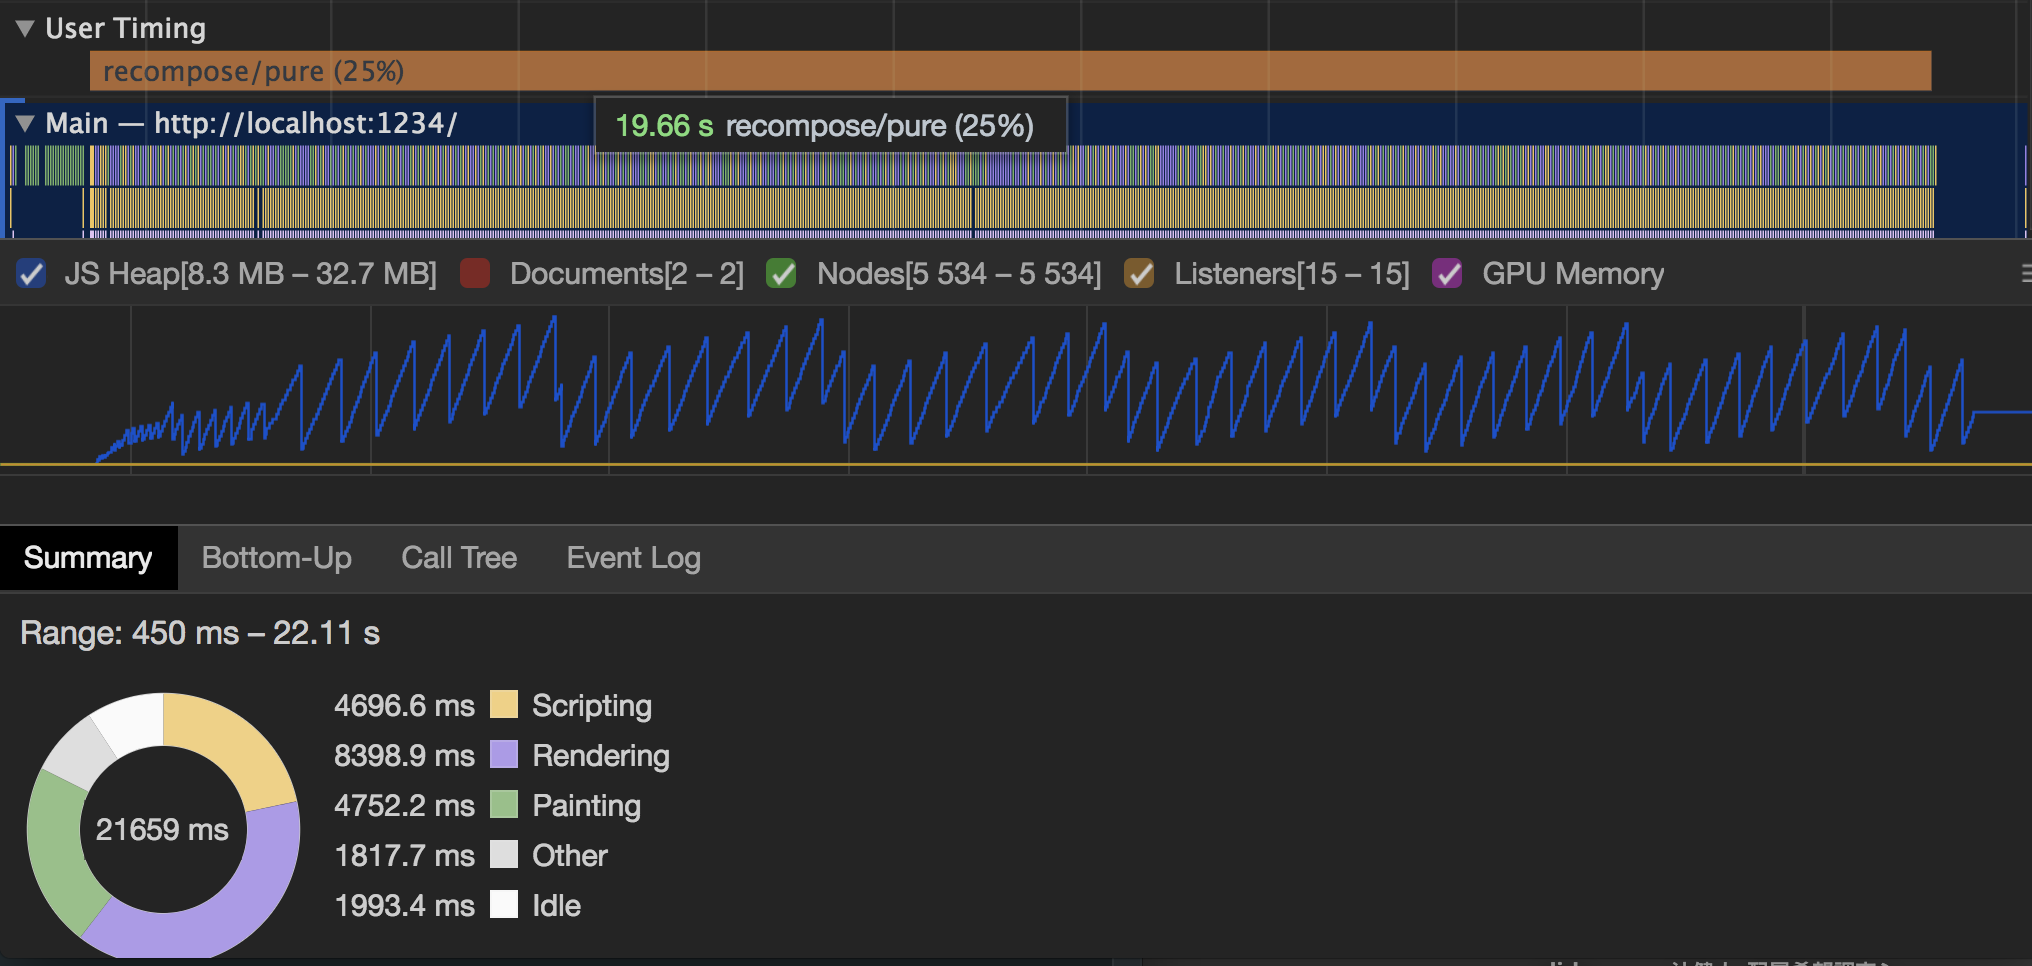 ▼ User Timing
recompose/pure (25%)
▼ Main — http://localhost:1234/
19.66 s recompose/pure (25%)
JS Heap[8.3 MB – 32.7 MB] Documents[2 – 2] Nodes[5 534 – 5 534] Listeners[15 – 15] GPU Memory
Summary Bottom-Up Call Tree Event Log
Range: 450 ms – 22.11 s
21659 ms
4696.6 ms Scripting
8398.9 ms Rendering
4752.2 ms Painting
1817.7 ms Other
1993.4 ms Idle